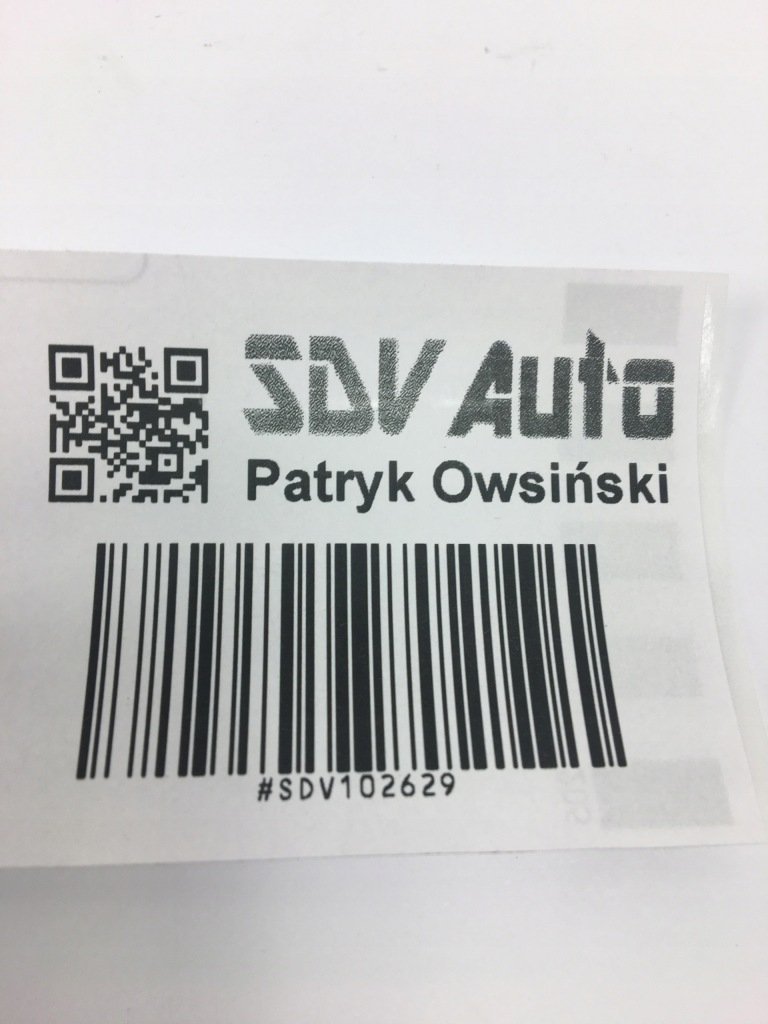 SDV Auto
Patryk Owsiński
#SDV102629